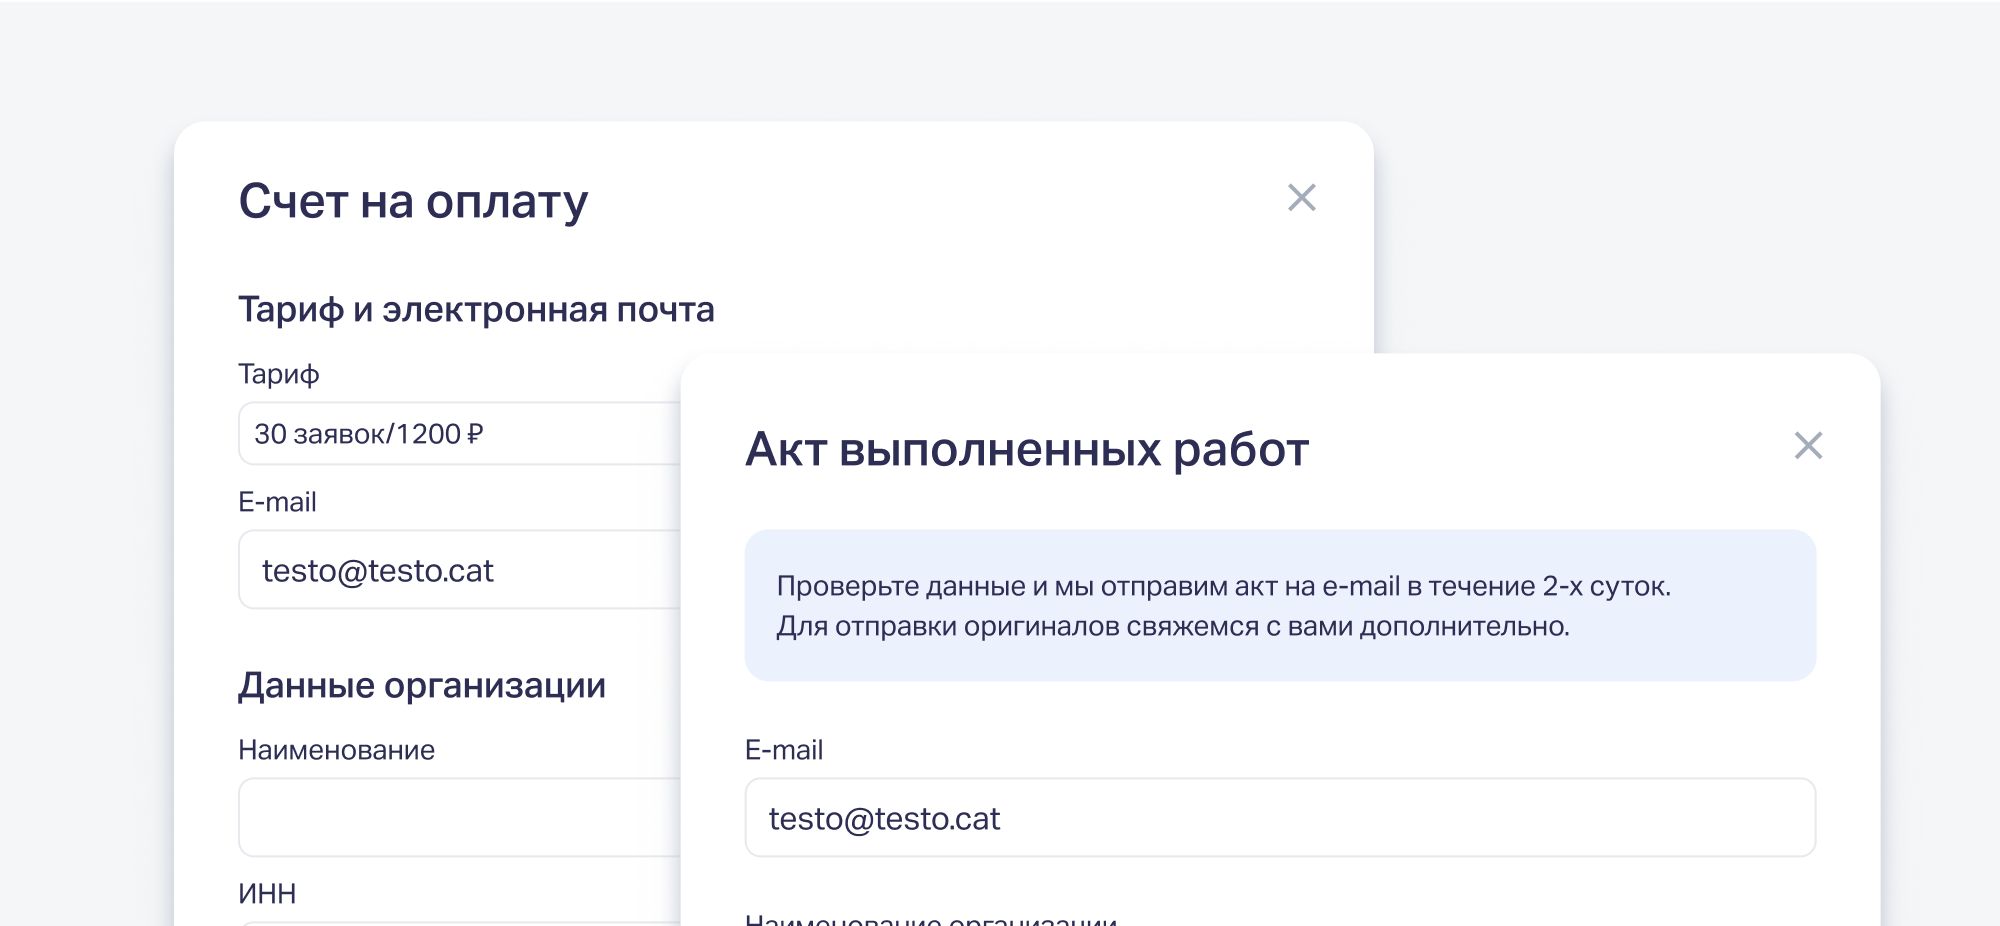 Счет на оплату
Тариф и электронная почта
Тариф
30 заявок/1200 ₽
E-mail
testo@testo.cat
Данные организации
Наименование
ИНН
Акт выполненных работ
Проверьте данные и мы отправим акт на e-mail в течение 2-х суток.
Для отправки оригиналов свяжемся с вами дополнительно.
E-mail
testo@testo.cat
Наименование организации